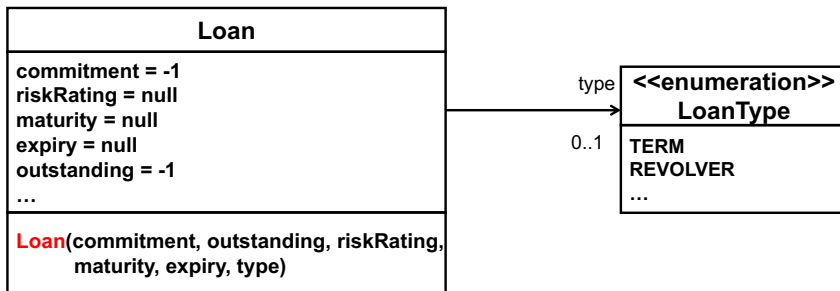 Loan
commitment = -1
riskRating = null
maturity = null
expiry = null
outstanding = -1
…
Loan(commitment, outstanding, riskRating,
maturity, expiry, type)
type
0..1
<<enumeration>>
LoanType
TERM
REVOLVER
…